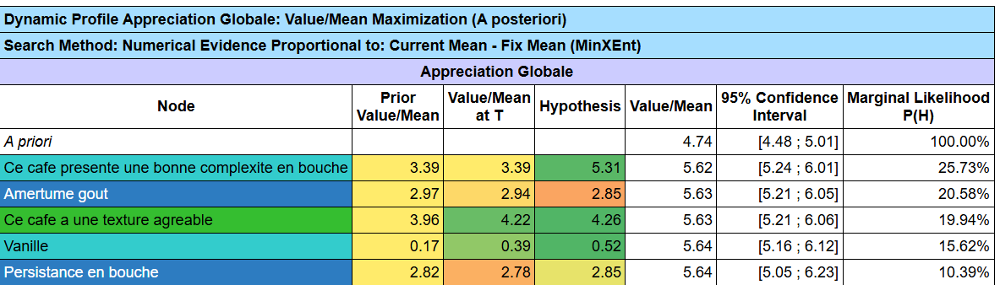 Dynamic Profile Appreciation Globale: Value/Mean Maximization (A posteriori)
Search Method: Numerical Evidence Proportional to: Current Mean - Fix Mean (MinXEnt)
Appreciation Globale
Node Prior Value/Mean Value/Mean at T Hypothesis Value/Mean 95% Confidence Interval Marginal Likelihood P(H)
A priori 4.74 [4.48 ; 5.01] 100.00%
Ce cafe presente une bonne complexite en bouche 3.39 3.39 5.31 5.62 [5.24 ; 6.01] 25.73%
Amertume gout 2.97 2.94 2.85 5.63 [5.21 ; 6.05] 20.58%
Ce cafe a une texture agreable 3.96 4.22 4.26 5.63 [5.21 ; 6.06] 19.94%
Vanille 0.17 0.39 0.52 5.64 [5.16 ; 6.12] 15.62%
Persistance en bouche 2.82 2.78 2.85 5.64 [5.05 ; 6.23] 10.39%